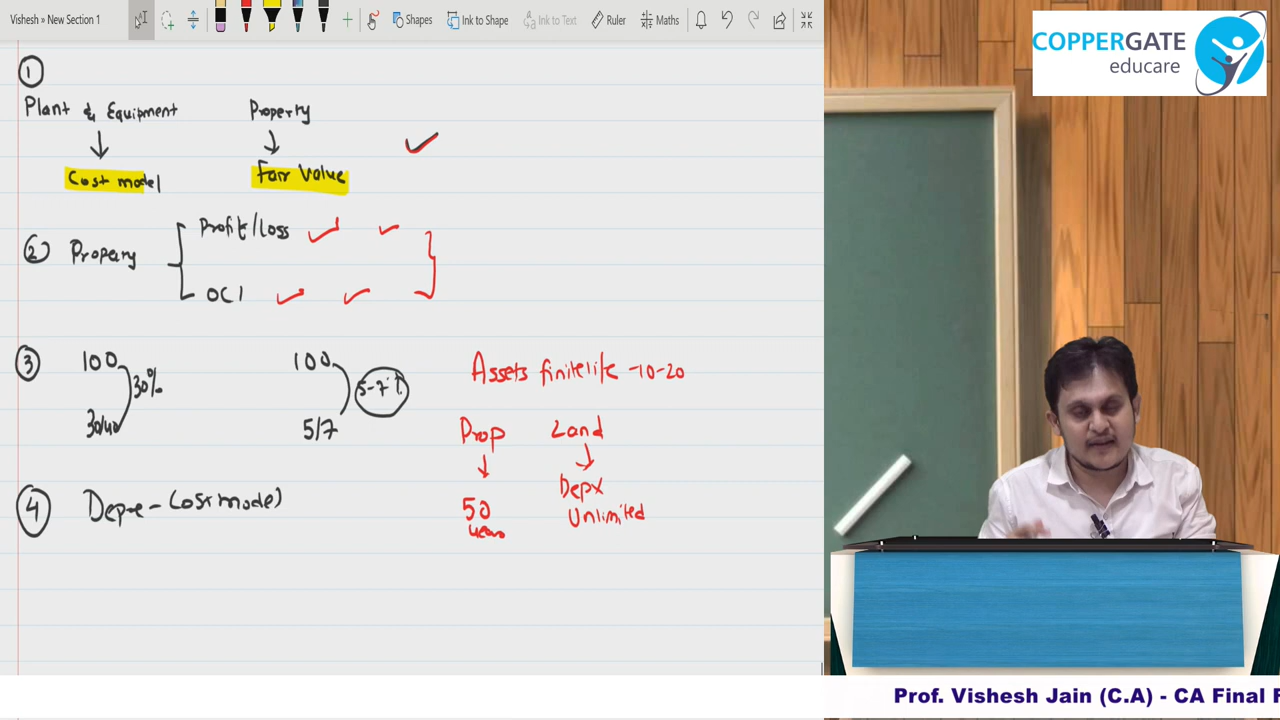 Vishesh » New Section 1
Shapes
Ink to Shape
Ink to Text
Ruler
Maths
COPPERGATE
educare
1
Plant & Equipment Property
Cost model Fair Value
2 Propery
Profit/Loss
OCI
3 100 30% 30/40
100 5-7% 5/7
Assets finite life -10-20
Prop Land
50 years
Depx
Unlimited
4 Depre - Cost model
Prof. Vishesh Jain (C.A) - CA Final